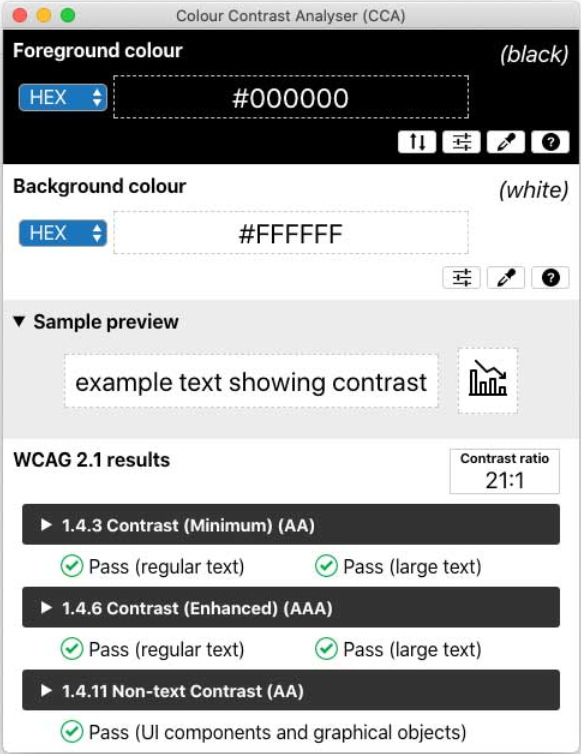 Colour Contrast Analyser (CCA)
Foreground colour (black)
HEX #000000
?
Background colour (white)
HEX #FFFFFF
?
▼ Sample preview
example text showing contrast
WCAG 2.1 results
Contrast ratio
21:1
▶ 1.4.3 Contrast (Minimum) (AA)
Pass (regular text) Pass (large text)
▶ 1.4.6 Contrast (Enhanced) (AAA)
Pass (regular text) Pass (large text)
▶ 1.4.11 Non-text Contrast (AA)
Pass (UI components and graphical objects)